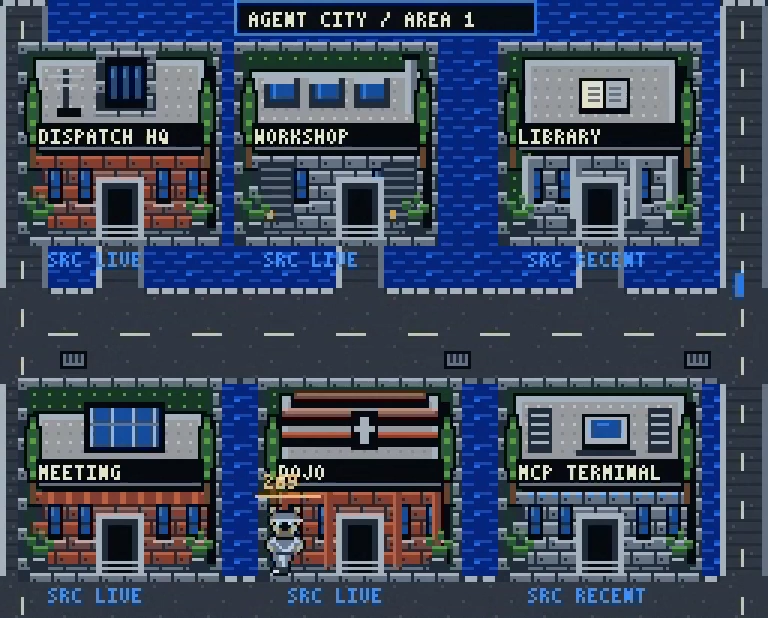 AGENT CITY / AREA 1
DISPATCH HQ
WORKSHOP
LIBRARY
SRC LIVE
SRC LIVE
SRC RECENT
MEETING
DOJO
MCP TERMINAL
SRC LIVE
SRC LIVE
SRC RECENT